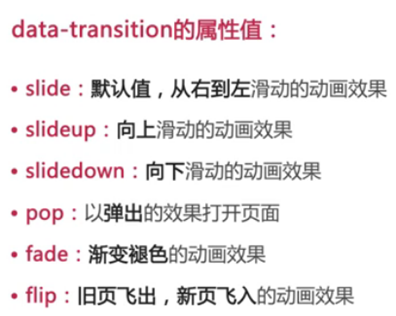 data-transition的属性值：
• slide：默认值，从右到左滑动的动画效果
• slideup：向上滑动的动画效果
• slidedown：向下滑动的动画效果
• pop：以弹出的效果打开页面
• fade：渐变褪色的动画效果
• flip：旧页飞出，新页飞入的动画效果